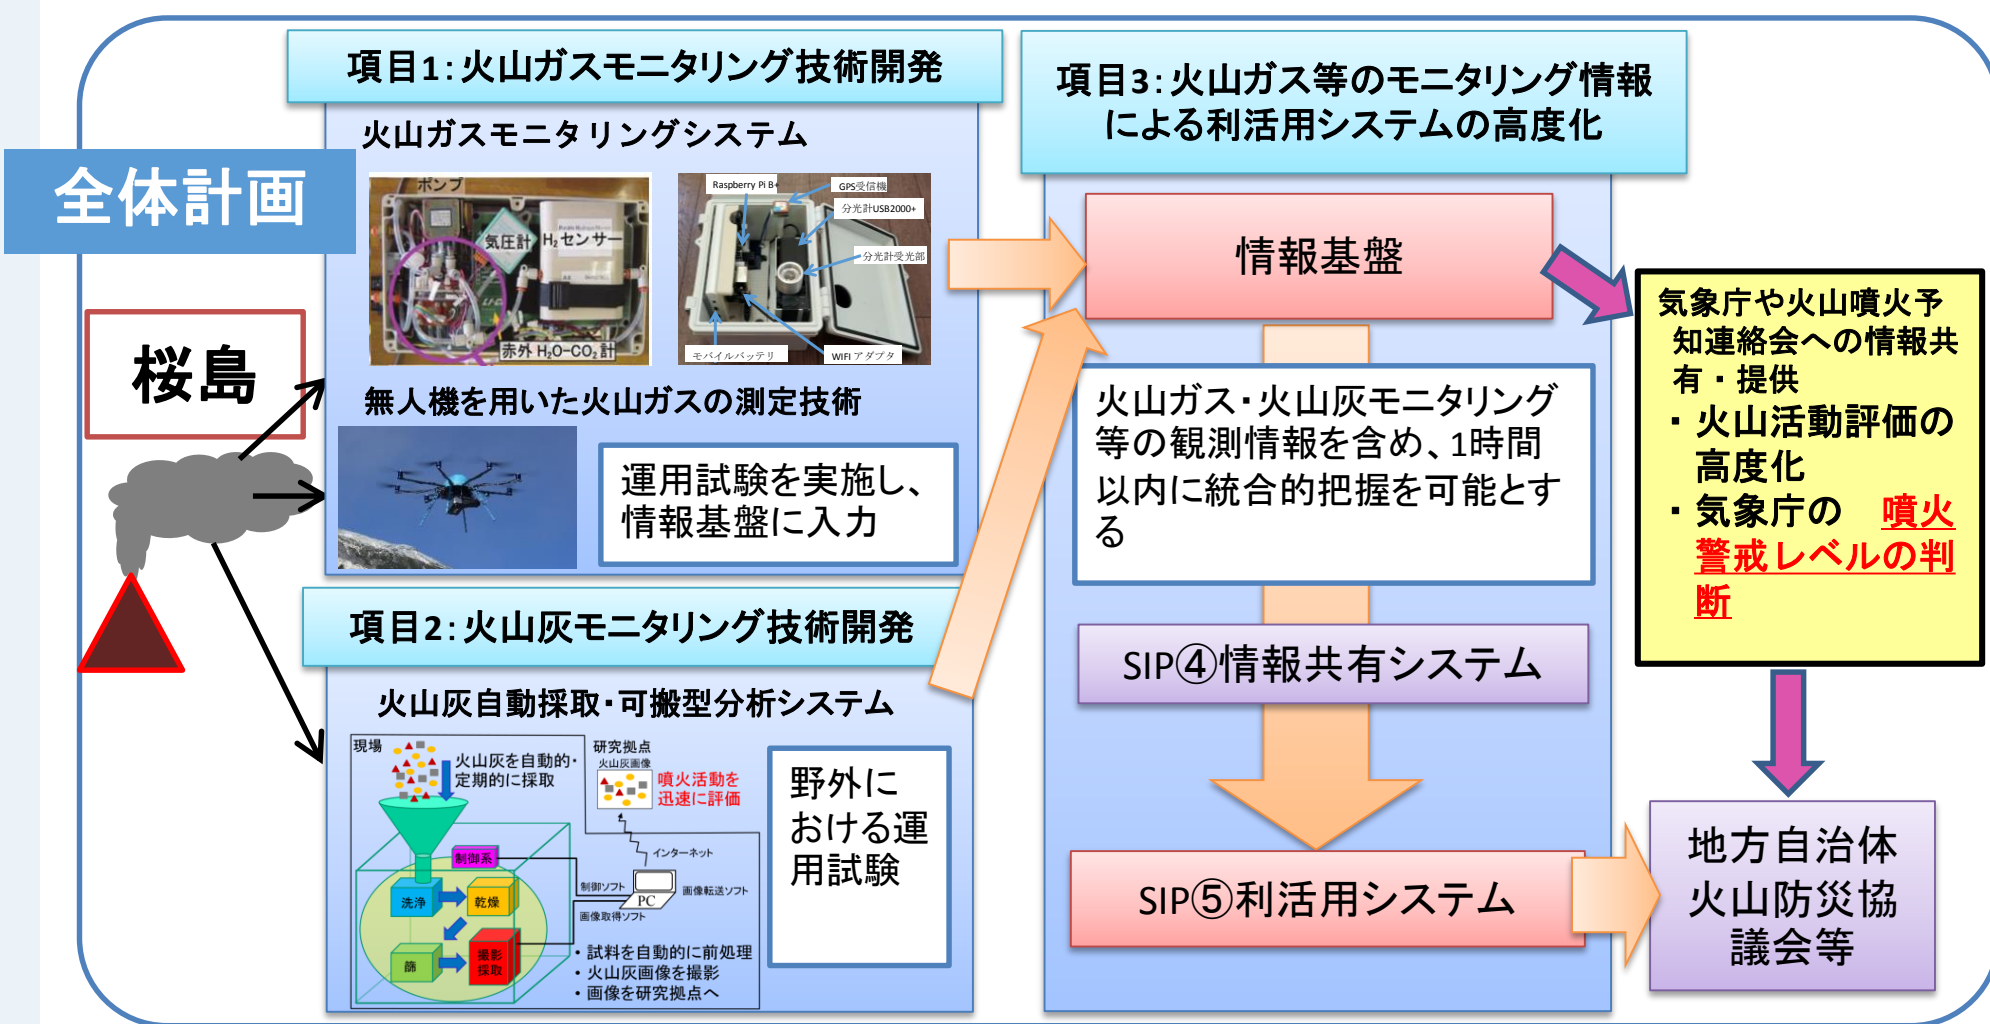 全体計画
桜島
項目1：火山ガスモニタリング技術開発
火山ガスモニタリングシステム
ポンプ
気圧計
H₂センサー
赤外 H₂O-CO₂ 計
Raspberry Pi B+
GPS受信機
分光計USB2000+
分光計受光部
モバイルバッテリ
WIFI アダプタ
無人機を用いた火山ガスの測定技術
運用試験を実施し、
情報基盤に入力
項目2：火山灰モニタリング技術開発
火山灰自動採取・可搬型分析システム
現場
火山灰を自動的・
定期的に採取
研究拠点
火山灰画像
噴火活動を
迅速に評価
制御系
洗浄
乾燥
篩
撮影
採取
インターネット
制御ソフト
PC
画像転送ソフト
画像取得ソフト
・試料を自動的に前処理
・火山灰画像を撮影
・画像を研究拠点へ
野外に
おける運
用試験
項目3：火山ガス等のモニタリング情報
による利活用システムの高度化
情報基盤
火山ガス・火山灰モニタリング
等の観測情報を含め、1時間
以内に統合的把握を可能とす
る
SIP④情報共有システム
SIP⑤利活用システム
気象庁や火山噴火予
知連絡会への情報共
有・提供
・火山活動評価の
高度化
・気象庁の　噴火
警戒レベルの判
断
地方自治体
火山防災協
議会等